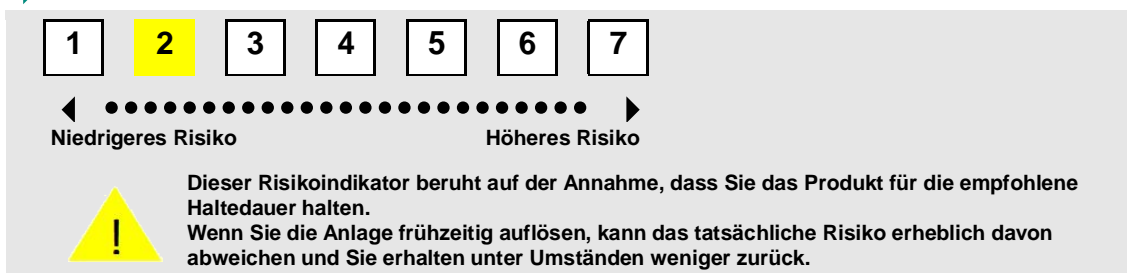 1 2 3 4 5 6 7
Niedrigeres Risiko Höheres Risiko
Dieser Risikoindikator beruht auf der Annahme, dass Sie das Produkt für die empfohlene
Haltedauer halten.
! Wenn Sie die Anlage frühzeitig auflösen, kann das tatsächliche Risiko erheblich davon
abweichen und Sie erhalten unter Umständen weniger zurück.